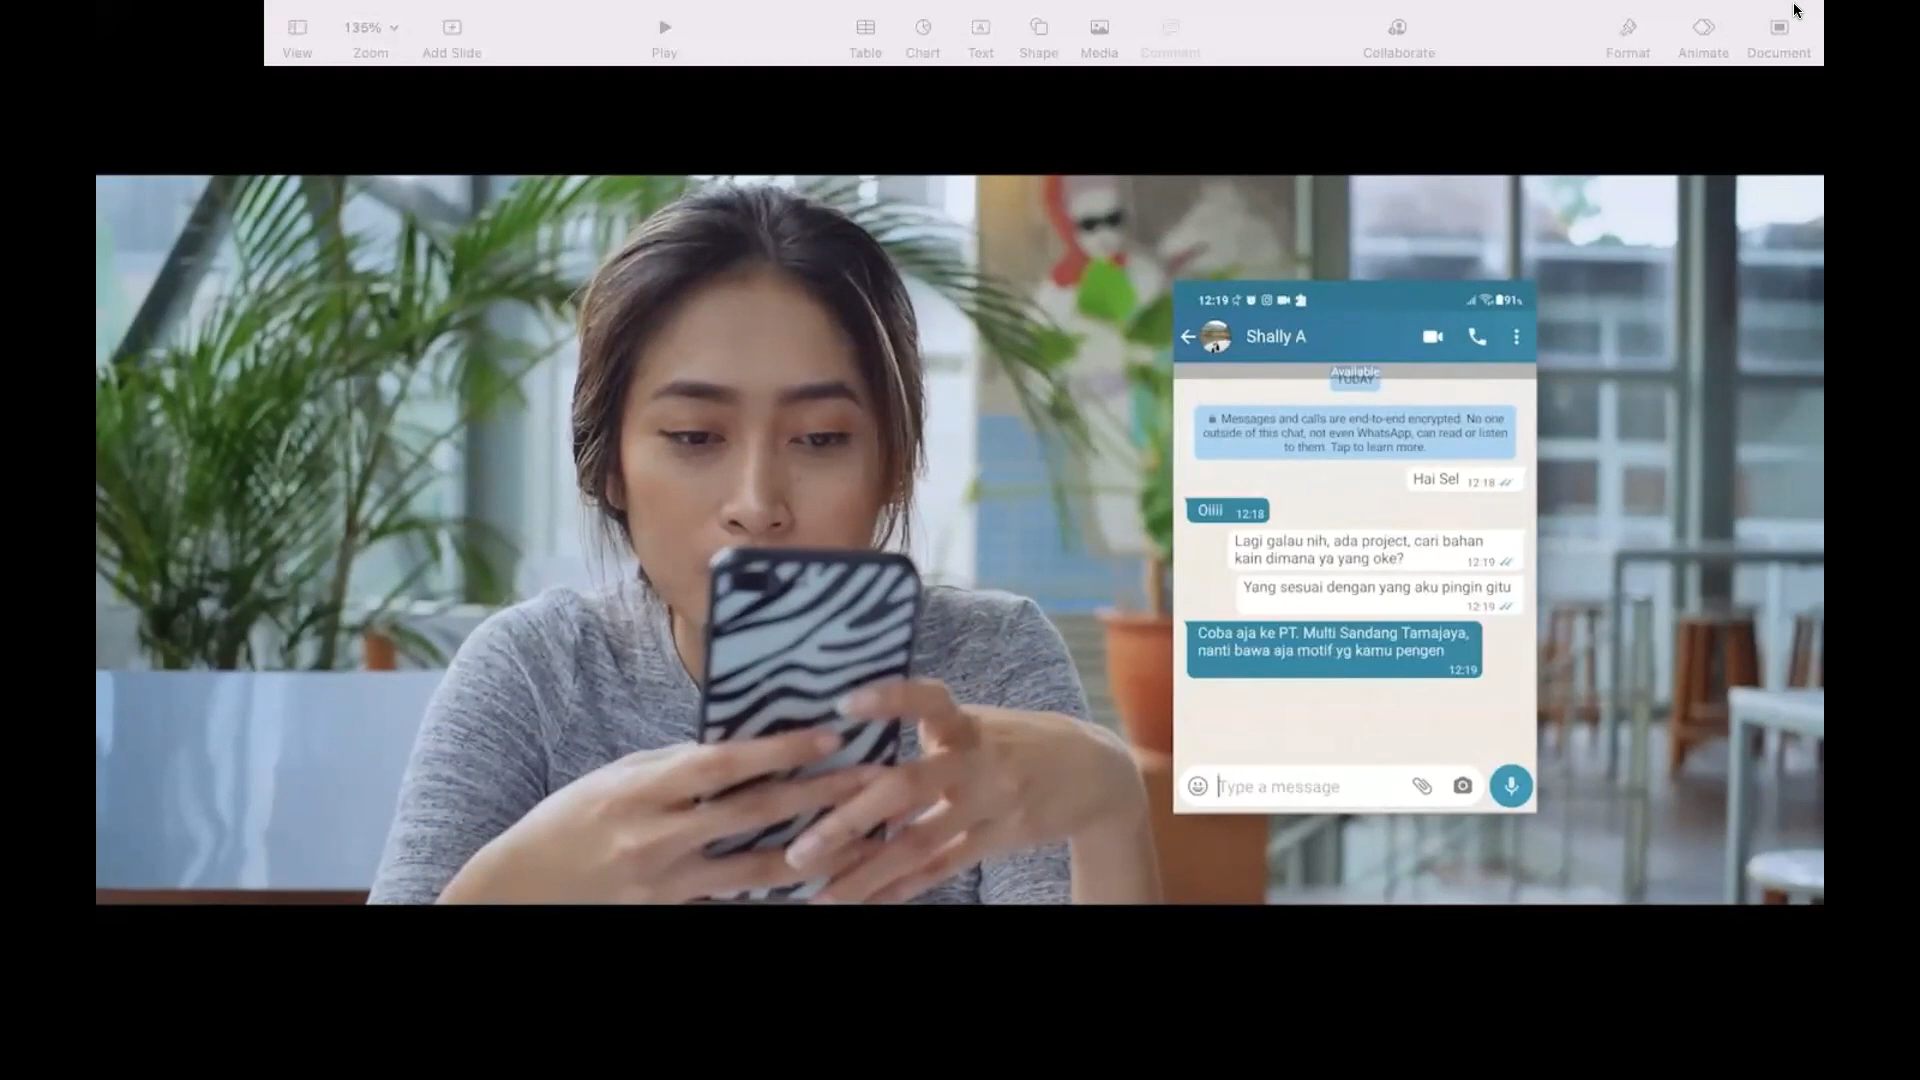 135%
View
Zoom
Add Slide
Play
Table
Chart
Text
Shape
Media
Comment
Collaborate
Format
Animate
Document
12:19
91%
Shally A
Available
TODAY
Messages and calls are end-to-end encrypted. No one
outside of this chat, not even WhatsApp, can read or listen
to them. Tap to learn more.
Hai Sel 12:18
Oiiii 12:18
Lagi galau nih, ada project, cari bahan
kain dimana ya yang oke?
12:19
Yang sesuai dengan yang aku pingin gitu
12:19
Coba aja ke PT. Multi Sandang Tamajaya,
nanti bawa aja motif yg kamu pengen
12:19
Type a message